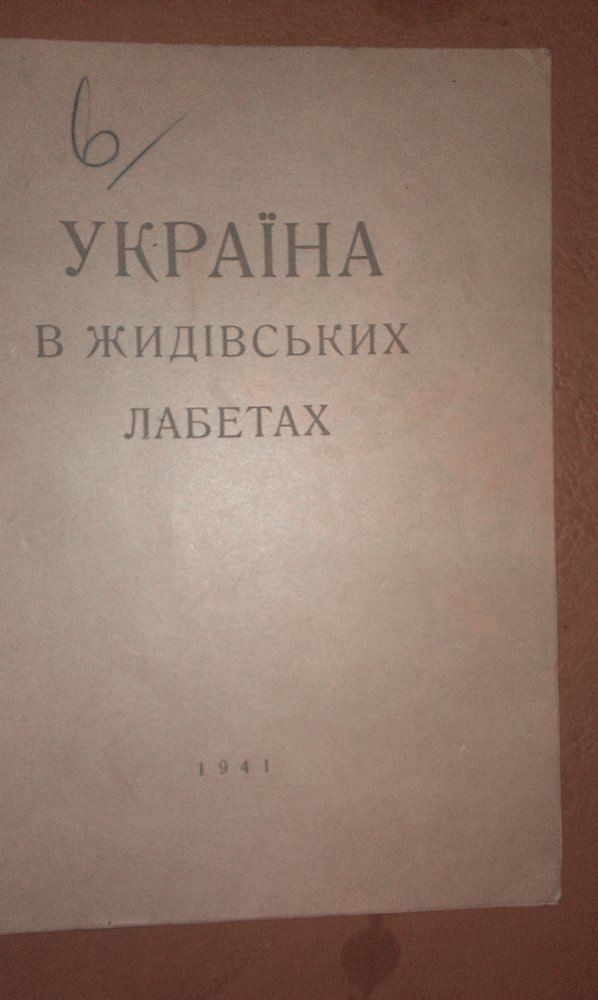 6/
УКРАЇНА
В ЖИДІВСЬКИХ
ЛАБЕТАХ
1941